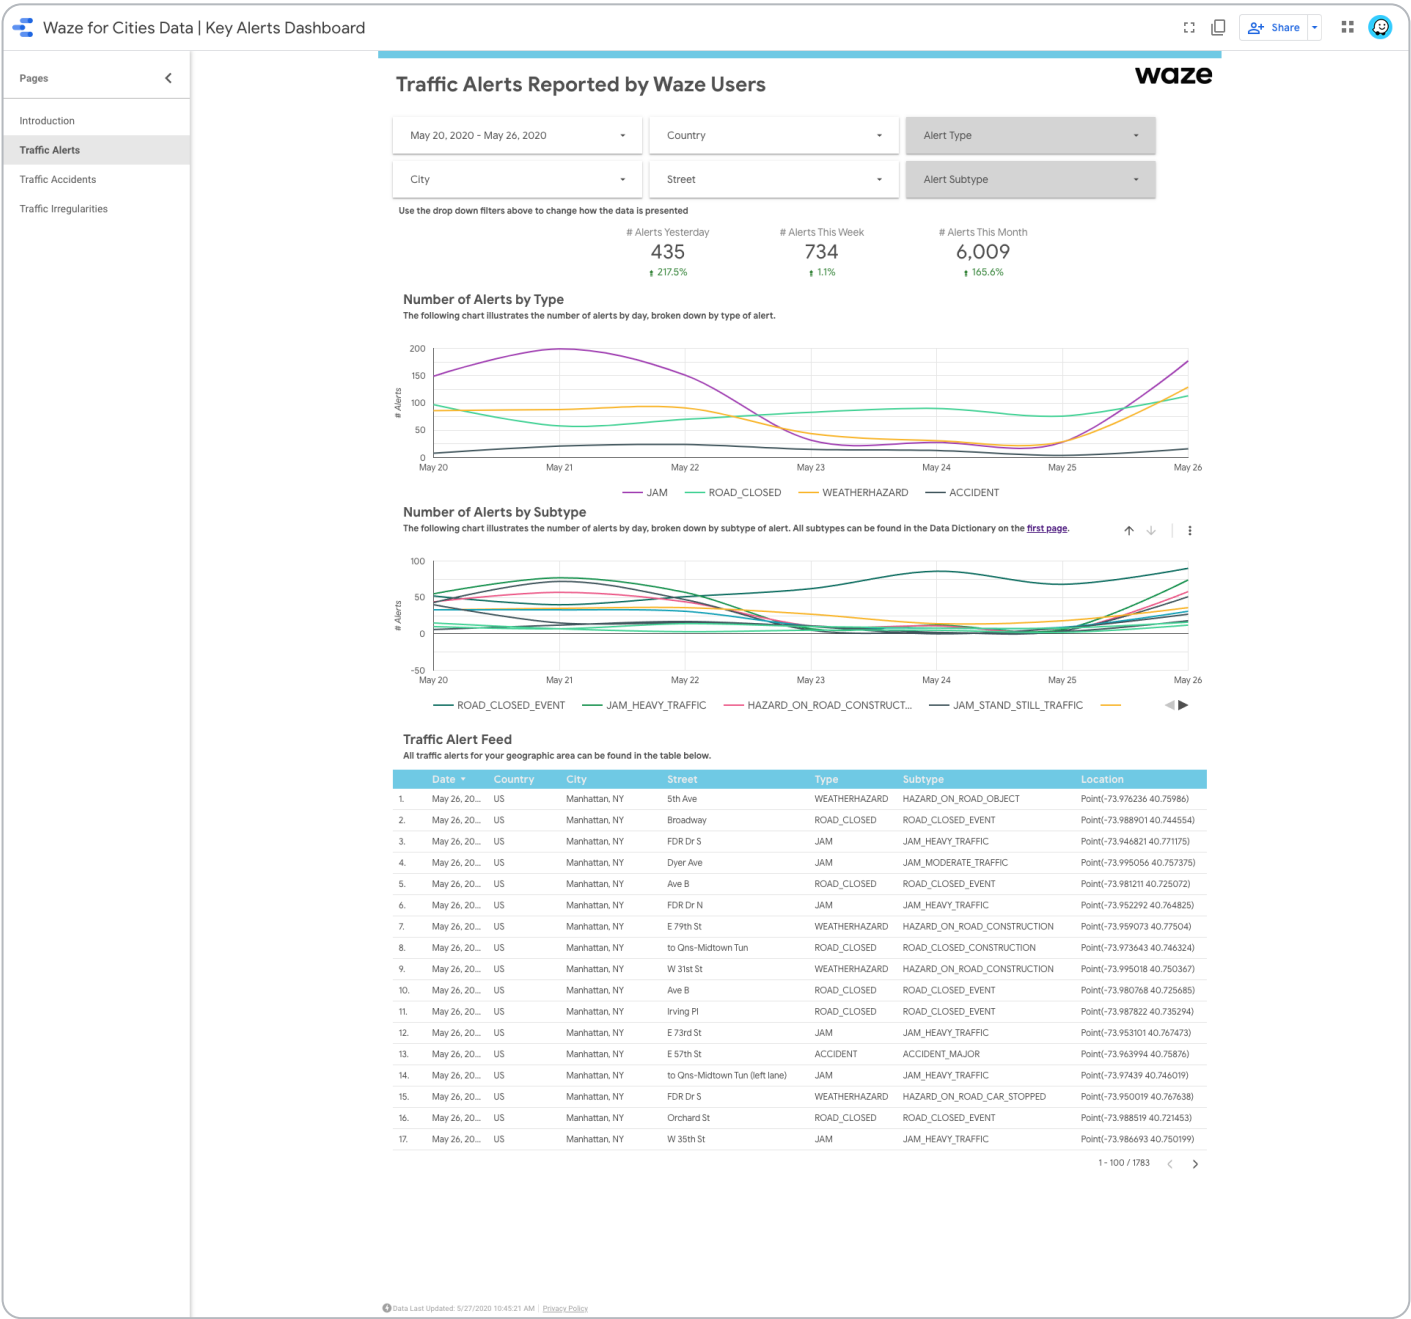 Waze for Cities Data | Key Alerts Dashboard
Share
Pages
Introduction
Traffic Alerts
Traffic Accidents
Traffic Irregularities
waze
Traffic Alerts Reported by Waze Users
May 20, 2020 - May 26, 2020
Country
Alert Type
City
Street
Alert Subtype
Use the drop down filters above to change how the data is presented
# Alerts Yesterday
435
217.5%
# Alerts This Week
734
1.1%
# Alerts This Month
6,009
165.6%
Number of Alerts by Type
The following chart illustrates the number of alerts by day, broken down by type of alert.
# Alerts
200
150
100
50
0
May 20 May 21 May 22 May 23 May 24 May 25 May 26
JAM ROAD_CLOSED WEATHERHAZARD ACCIDENT
Number of Alerts by Subtype
The following chart illustrates the number of alerts by day, broken down by subtype of alert. All subtypes can be found in the Data Dictionary on the first page.
# Alerts
100
50
0
-50
May 20 May 21 May 22 May 23 May 24 May 25 May 26
ROAD_CLOSED_EVENT JAM_HEAVY_TRAFFIC HAZARD_ON_ROAD_CONSTRUCT... JAM_STAND_STILL_TRAFFIC
Traffic Alert Feed
All traffic alerts for your geographic area can be found in the table below.
Date Country City Street Type Subtype Location
1. May 26, 20... US Manhattan, NY 5th Ave WEATHERHAZARD HAZARD_ON_ROAD_OBJECT Point(-73.976236 40.75986)
2. May 26, 20... US Manhattan, NY Broadway ROAD_CLOSED ROAD_CLOSED_EVENT Point(-73.988901 40.744554)
3. May 26, 20... US Manhattan, NY FDR Dr S JAM JAM_HEAVY_TRAFFIC Point(-73.946821 40.771175)
4. May 26, 20... US Manhattan, NY Dyer Ave JAM JAM_MODERATE_TRAFFIC Point(-73.995056 40.757375)
5. May 26, 20... US Manhattan, NY Ave B ROAD_CLOSED ROAD_CLOSED_EVENT Point(-73.981211 40.725072)
6. May 26, 20... US Manhattan, NY FDR Dr N JAM JAM_HEAVY_TRAFFIC Point(-73.952292 40.764825)
7. May 26, 20... US Manhattan, NY E 79th St WEATHERHAZARD HAZARD_ON_ROAD_CONSTRUCTION Point(-73.959073 40.77504)
8. May 26, 20... US Manhattan, NY to Qns-Midtown Tun ROAD_CLOSED ROAD_CLOSED_CONSTRUCTION Point(-73.973643 40.746324)
9. May 26, 20... US Manhattan, NY W 31st St WEATHERHAZARD HAZARD_ON_ROAD_CONSTRUCTION Point(-73.995018 40.750367)
10. May 26, 20... US Manhattan, NY Ave B ROAD_CLOSED ROAD_CLOSED_EVENT Point(-73.980768 40.725685)
11. May 26, 20... US Manhattan, NY Irving Pl ROAD_CLOSED ROAD_CLOSED_EVENT Point(-73.987822 40.735294)
12. May 26, 20... US Manhattan, NY E 73rd St JAM JAM_HEAVY_TRAFFIC Point(-73.953101 40.767473)
13. May 26, 20... US Manhattan, NY E 57th St ACCIDENT ACCIDENT_MAJOR Point(-73.963994 40.75876)
14. May 26, 20... US Manhattan, NY to Qns-Midtown Tun (left lane) JAM JAM_HEAVY_TRAFFIC Point(-73.97439 40.746019)
15. May 26, 20... US Manhattan, NY FDR Dr S WEATHERHAZARD HAZARD_ON_ROAD_CAR_STOPPED Point(-73.950019 40.767638)
16. May 26, 20... US Manhattan, NY Orchard St ROAD_CLOSED ROAD_CLOSED_EVENT Point(-73.988519 40.721453)
17. May 26, 20... US Manhattan, NY W 35th St JAM JAM_HEAVY_TRAFFIC Point(-73.986693 40.750199)
1 - 100 / 1783
Data Last Updated: 5/27/2020 10:45:21 AM | Privacy Policy